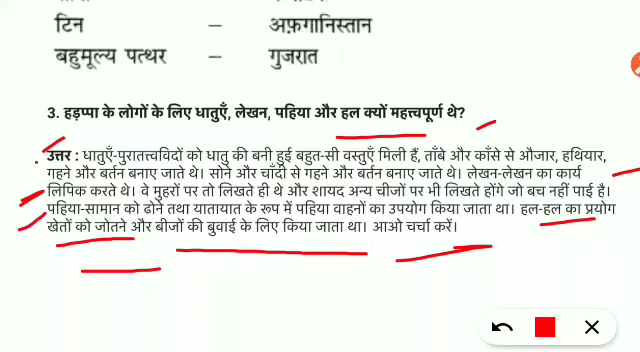 टिन – अफ़गानिस्तान
बहुमूल्य पत्थर – गुजरात
3. हड़प्पा के लोगों के लिए धातुएँ, लेखन, पहिया और हल क्यों महत्त्वपूर्ण थे?
उत्तर : धातुएँ-पुरातत्त्वविदों को धातु की बनी हुई बहुत-सी वस्तुएँ मिली हैं, ताँबे और काँसे से औजार, हथियार,
गहने और बर्तन बनाए जाते थे। सोने और चाँदी से गहने और बर्तन बनाए जाते थे। लेखन-लेखन का कार्य
लिपिक करते थे। वे मुहरों पर तो लिखते ही थे और शायद अन्य चीजों पर भी लिखते होंगे जो बच नहीं पाई है।
पहिया-सामान को ढोने तथा यातायात के रूप में पहिया वाहनों का उपयोग किया जाता था। हल-हल का प्रयोग
खेतों को जोतने और बीजों की बुवाई के लिए किया जाता था। आओ चर्चा करें।